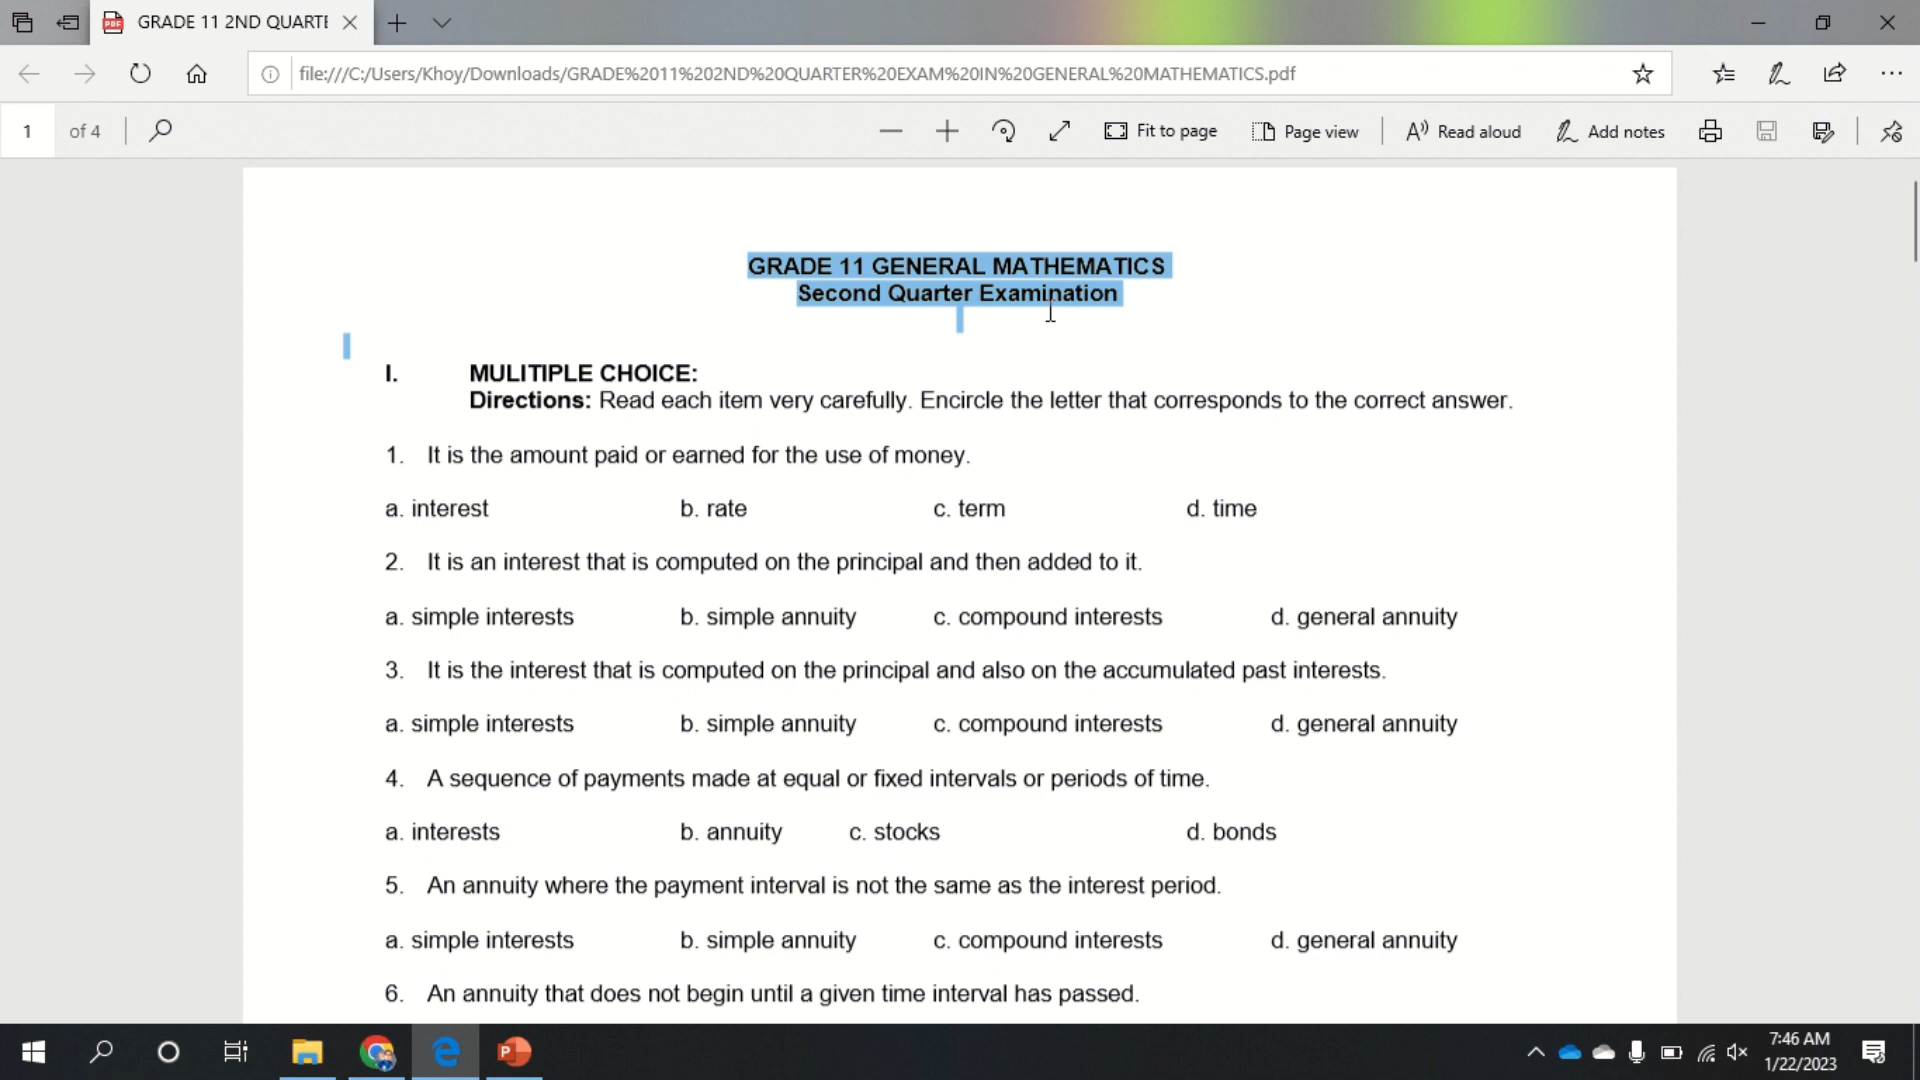 GRADE 11 2ND QUARTE
file:///C:/Users/Khoy/Downloads/GRADE%2011%202ND%20QUARTER%20EXAM%20IN%20GENERAL%20MATHEMATICS.pdf
1 of 4 Fit to page Page view Read aloud Add notes
GRADE 11 GENERAL MATHEMATICS
Second Quarter Examination
I. MULITIPLE CHOICE:
Directions: Read each item very carefully. Encircle the letter that corresponds to the correct answer.
1. It is the amount paid or earned for the use of money.
a. interest b. rate c. term d. time
2. It is an interest that is computed on the principal and then added to it.
a. simple interests b. simple annuity c. compound interests d. general annuity
3. It is the interest that is computed on the principal and also on the accumulated past interests.
a. simple interests b. simple annuity c. compound interests d. general annuity
4. A sequence of payments made at equal or fixed intervals or periods of time.
a. interests b. annuity c. stocks d. bonds
5. An annuity where the payment interval is not the same as the interest period.
a. simple interests b. simple annuity c. compound interests d. general annuity
6. An annuity that does not begin until a given time interval has passed.
7:46 AM
1/22/2023